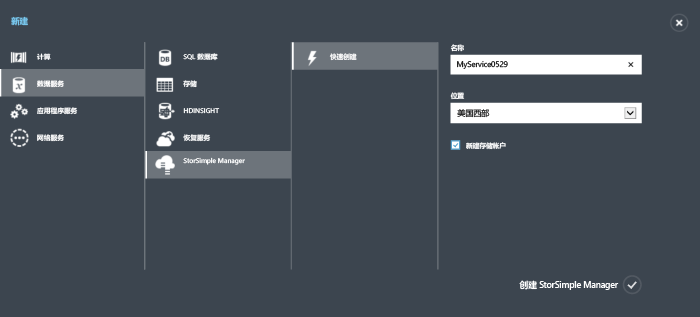 新建
计算
数据服务
应用程序服务
网络服务
DB
SQL 数据库
存储
HDINSIGHT
恢复服务
StorSimple Manager
快速创建
名称
MyService0529
位置
美国西部
新建存储帐户
创建 StorSimple Manager